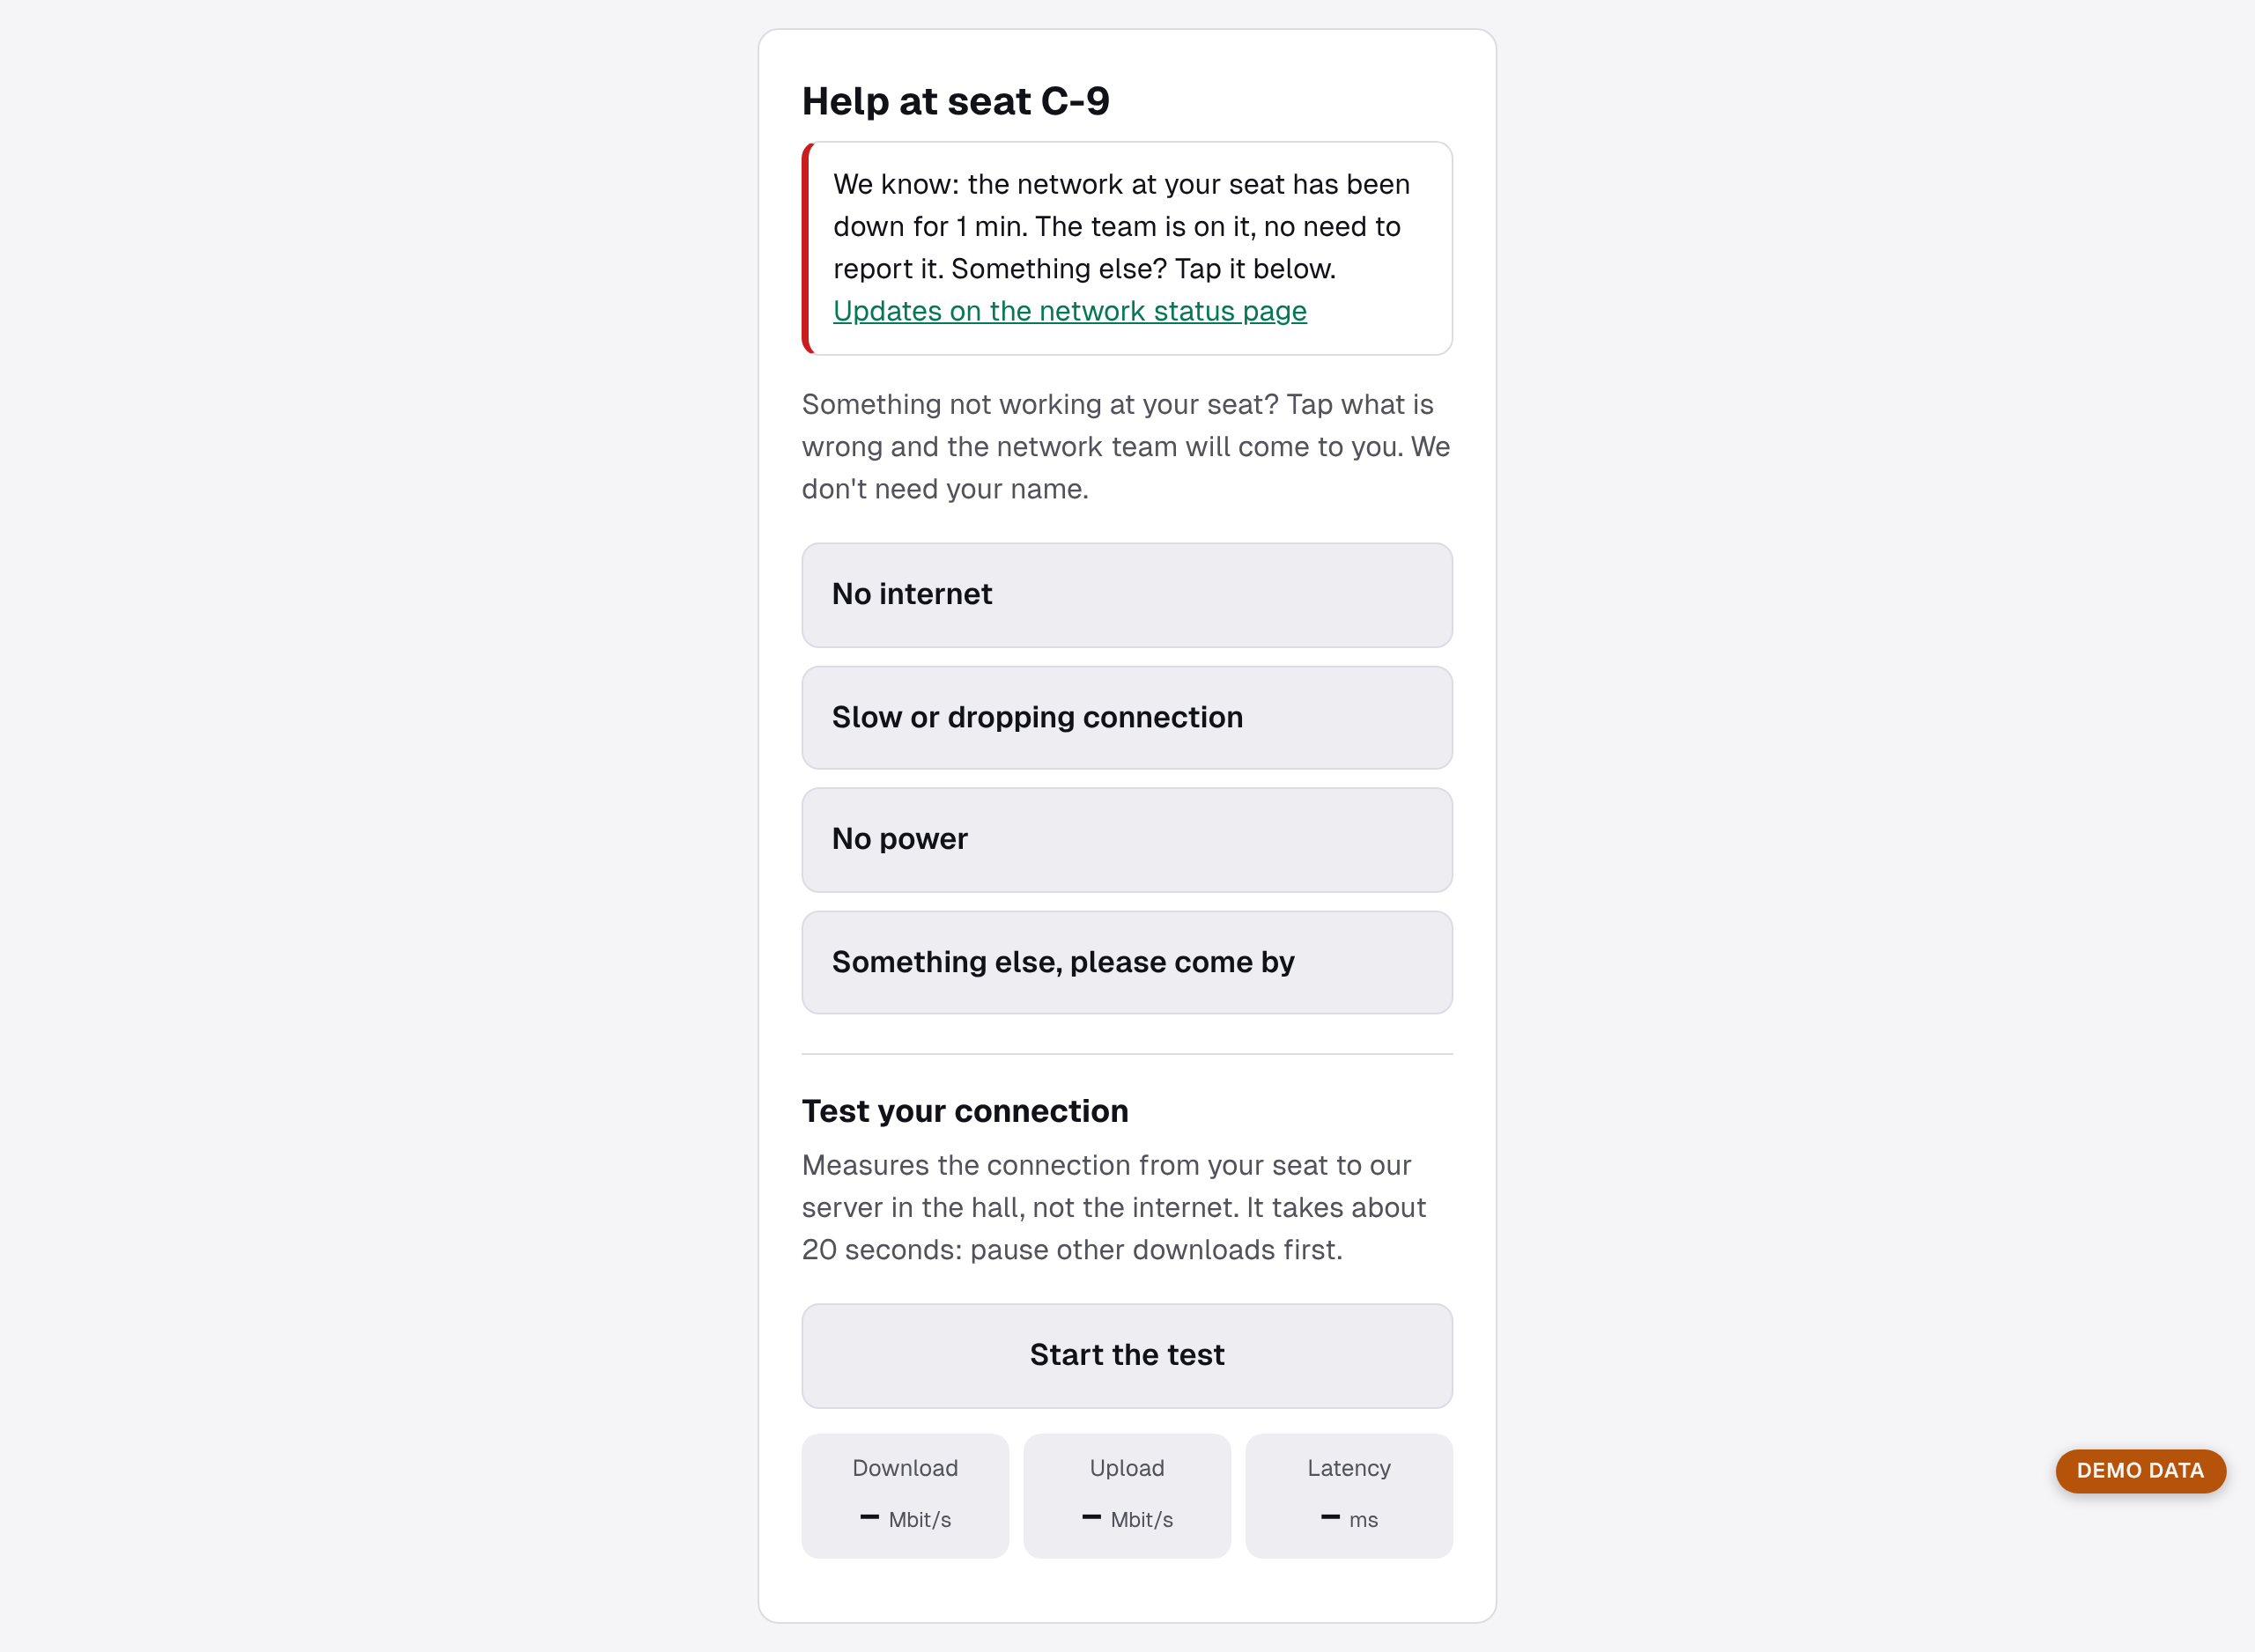 Help at seat C-9
We know: the network at your seat has been
down for 1 min. The team is on it, no need to
report it. Something else? Tap it below.
Updates on the network status page
Something not working at your seat? Tap what is
wrong and the network team will come to you. We
don't need your name.
No internet
Slow or dropping connection
No power
Something else, please come by
Test your connection
Measures the connection from your seat to our
server in the hall, not the internet. It takes about
20 seconds: pause other downloads first.
Start the test
Download
– Mbit/s
Upload
– Mbit/s
Latency
– ms
DEMO DATA